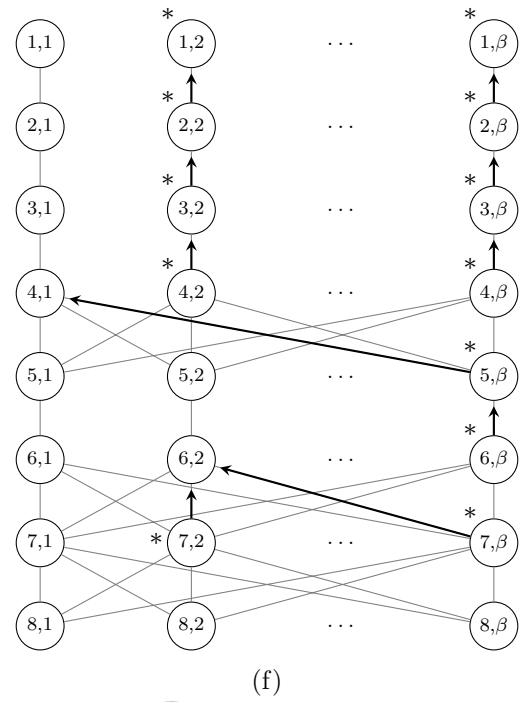 * *
1,1 1,2 ... 1,β
* *
2,1 2,2 ... 2,β
* *
3,1 3,2 ... 3,β
* *
4,1 4,2 ... 4,β
*
5,1 5,2 ... 5,β
*
6,1 6,2 ... 6,β
*
7,1 * 7,2 ... 7,β
8,1 8,2 ... 8,β
(f)